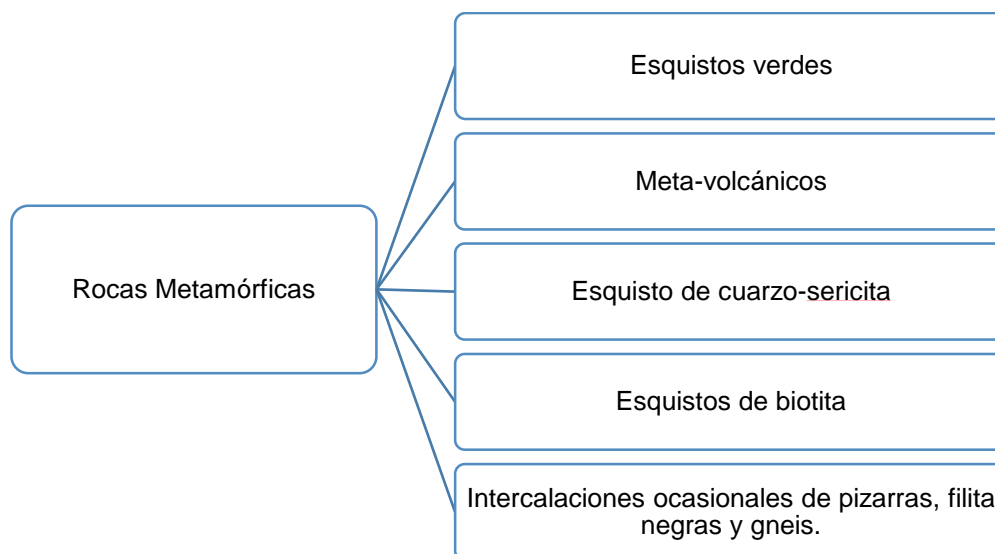 Esquistos verdes
Meta-volcánicos
Rocas Metamórficas
Esquisto de cuarzo-sericita
Esquistos de biotita
Intercalaciones ocasionales de pizarras, filita
negras y gneis.